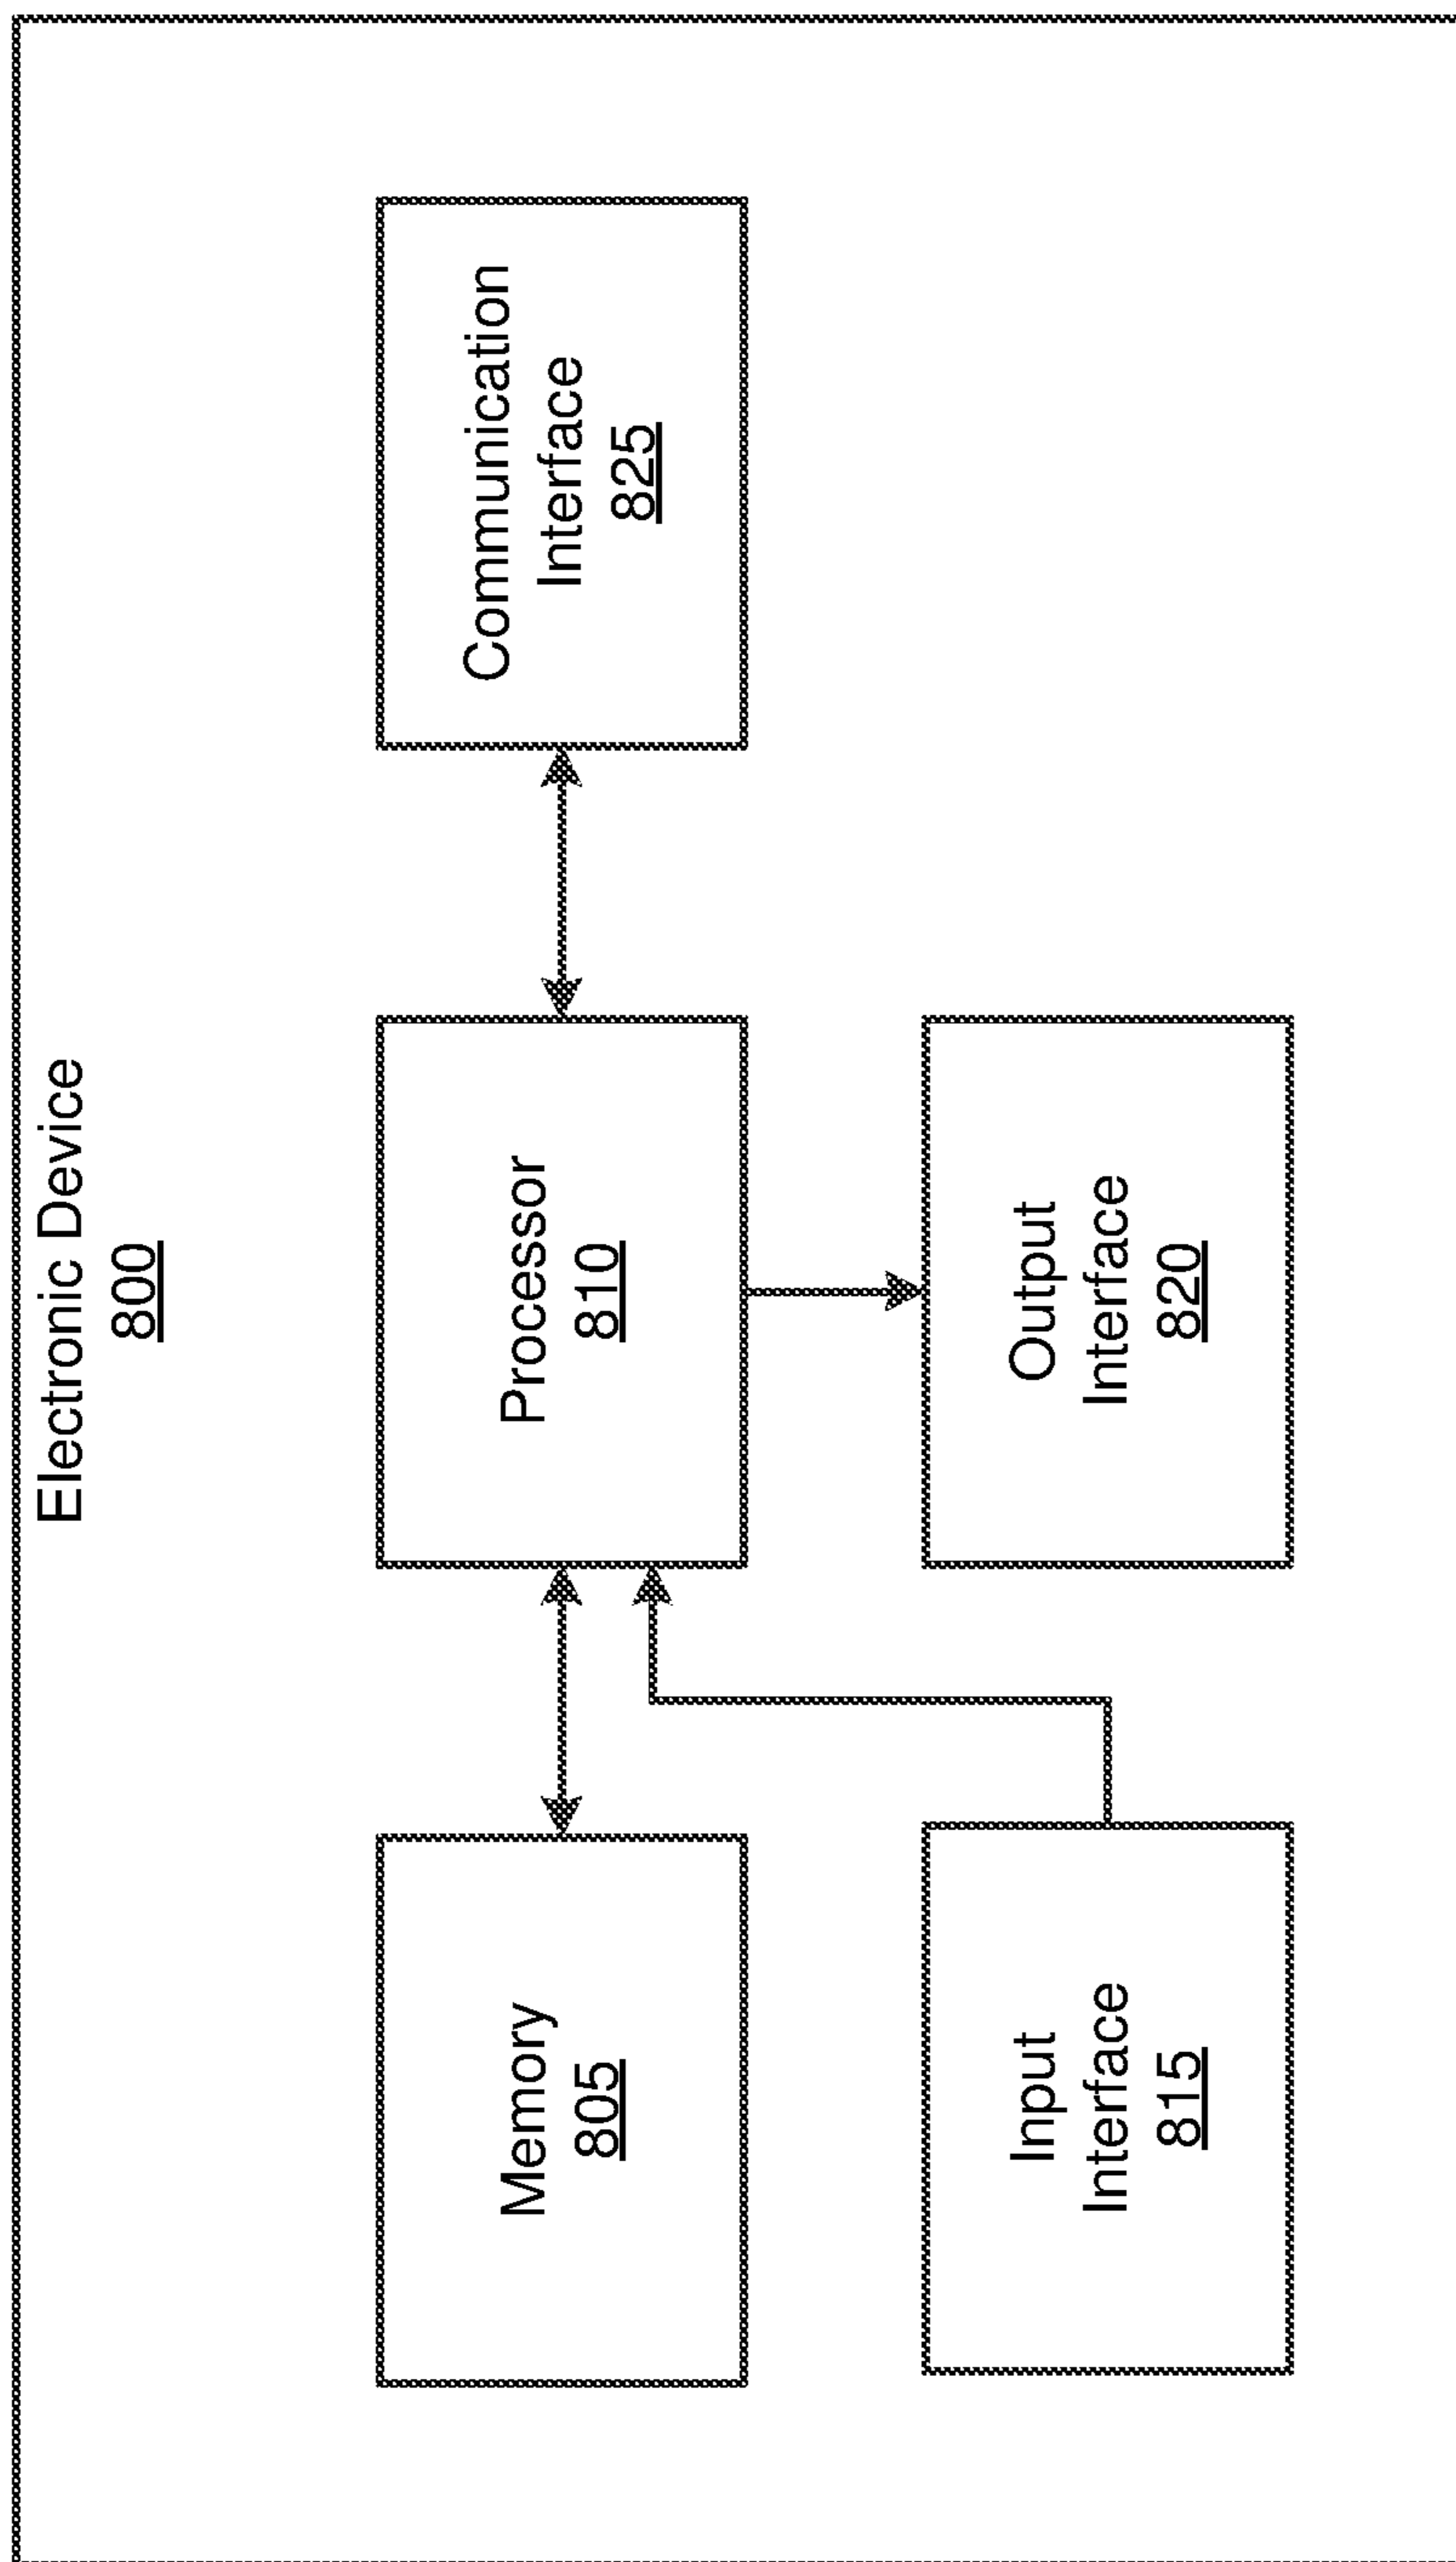 Electronic Device
800
Memory
805
Processor
810
Communication
Interface
825
Input
Interface
815
Output
Interface
820